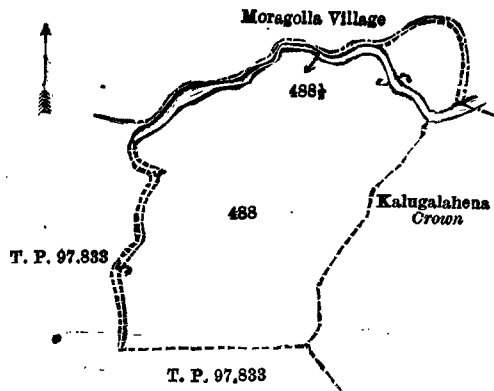 Moragolla Village
488½
488
Kalugalahena
Crown
T. P. 97,833
T. P. 97,833